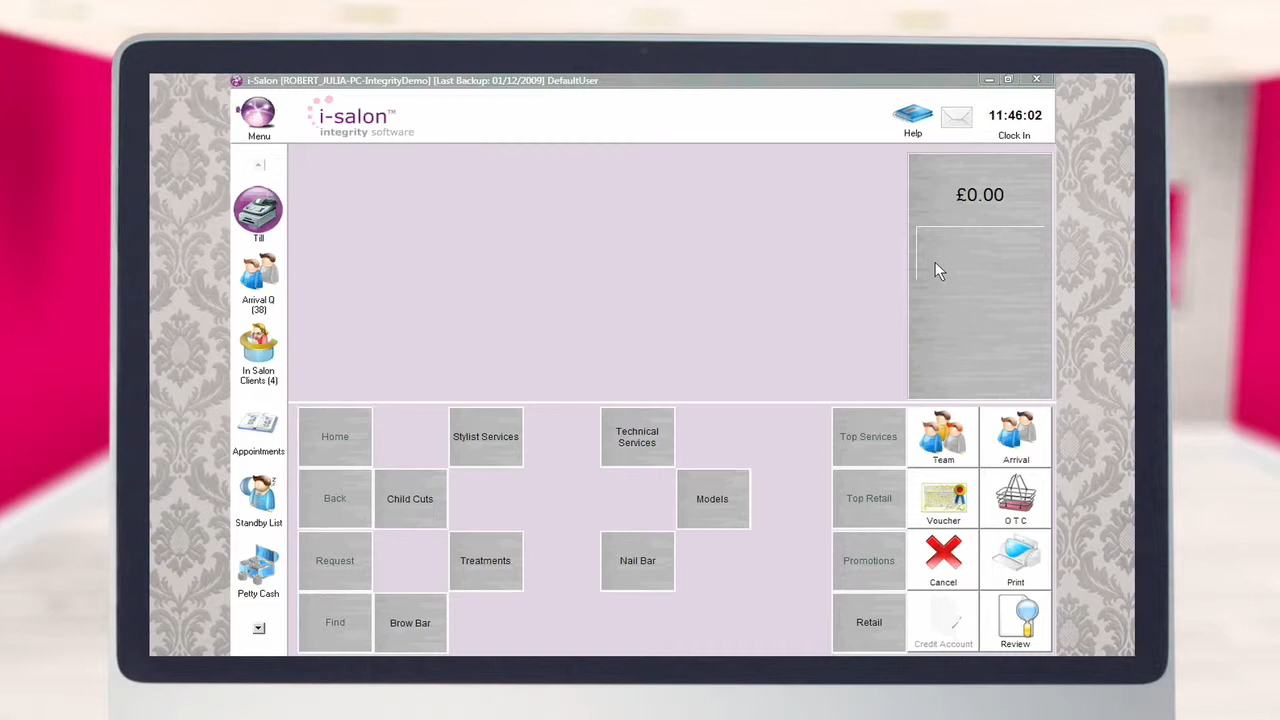 i-Salon [ROBERT_JULIA-PC-IntegrityDemo] [Last Backup: 01/12/2009] DefaultUser
Menu
i-salon™
integrity software
Help
11:46:02
Clock In
£0.00
Till
Arrival Q
(38)
In Salon
Clients (4)
Appointments
Standby List
Petty Cash
Home
Stylist Services
Technical
Services
Top Services
Team
Arrival
Back
Child Cuts
Models
Top Retail
Voucher
O T C
Request
Treatments
Nail Bar
Promotions
Cancel
Print
Find
Brow Bar
Retail
Credit Account
Review